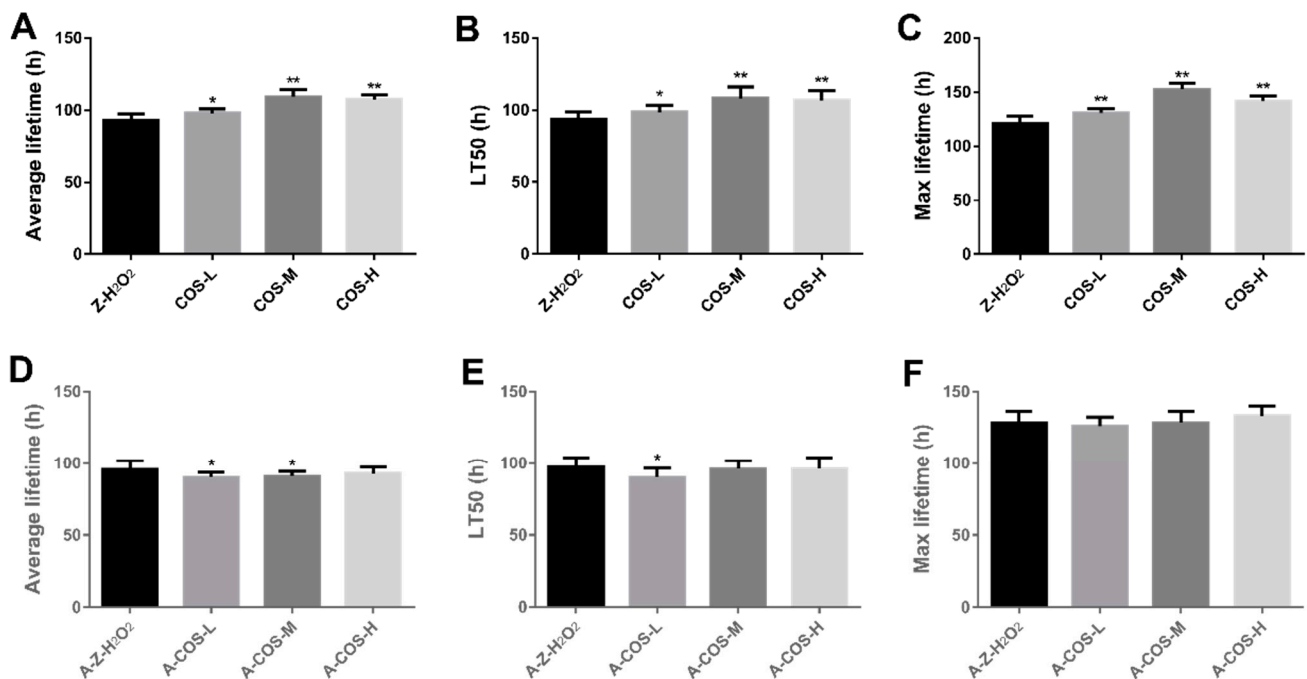 A
Average lifetime (h)
150
100
50
0
*
**
**
Z-H2O2
COS-L
COS-M
COS-H
B
LT50 (h)
150
100
50
0
*
**
**
Z-H2O2
COS-L
COS-M
COS-H
C
Max lifetime (h)
200
150
100
50
0
**
**
**
Z-H2O2
COS-L
COS-M
COS-H
D
Average lifetime (h)
150
100
50
0
*
*
A-Z-H2O2
A-COS-L
A-COS-M
A-COS-H
E
LT50 (h)
150
100
50
0
*
A-Z-H2O2
A-COS-L
A-COS-M
A-COS-H
F
Max lifetime (h)
150
100
50
0
A-Z-H2O2
A-COS-L
A-COS-M
A-COS-H